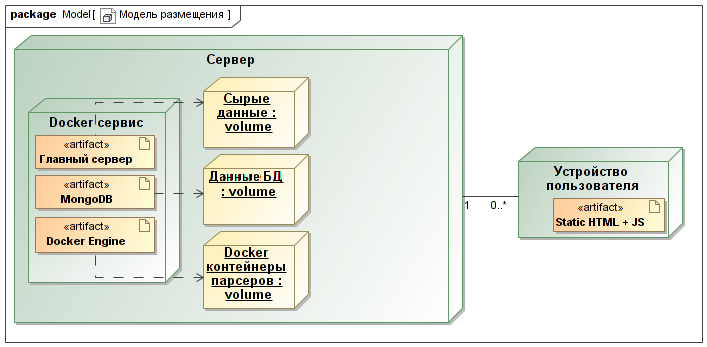 package Model [ Модель размещения ]
Сервер
Docker сервис
«artifact»
Главный сервер
«artifact»
MongoDB
«artifact»
Docker Engine
Сырые
данные :
volume
Данные БД
: volume
Docker
контейнеры
парсеров :
volume
1
0..*
Устройство
пользователя
«artifact»
Static HTML + JS